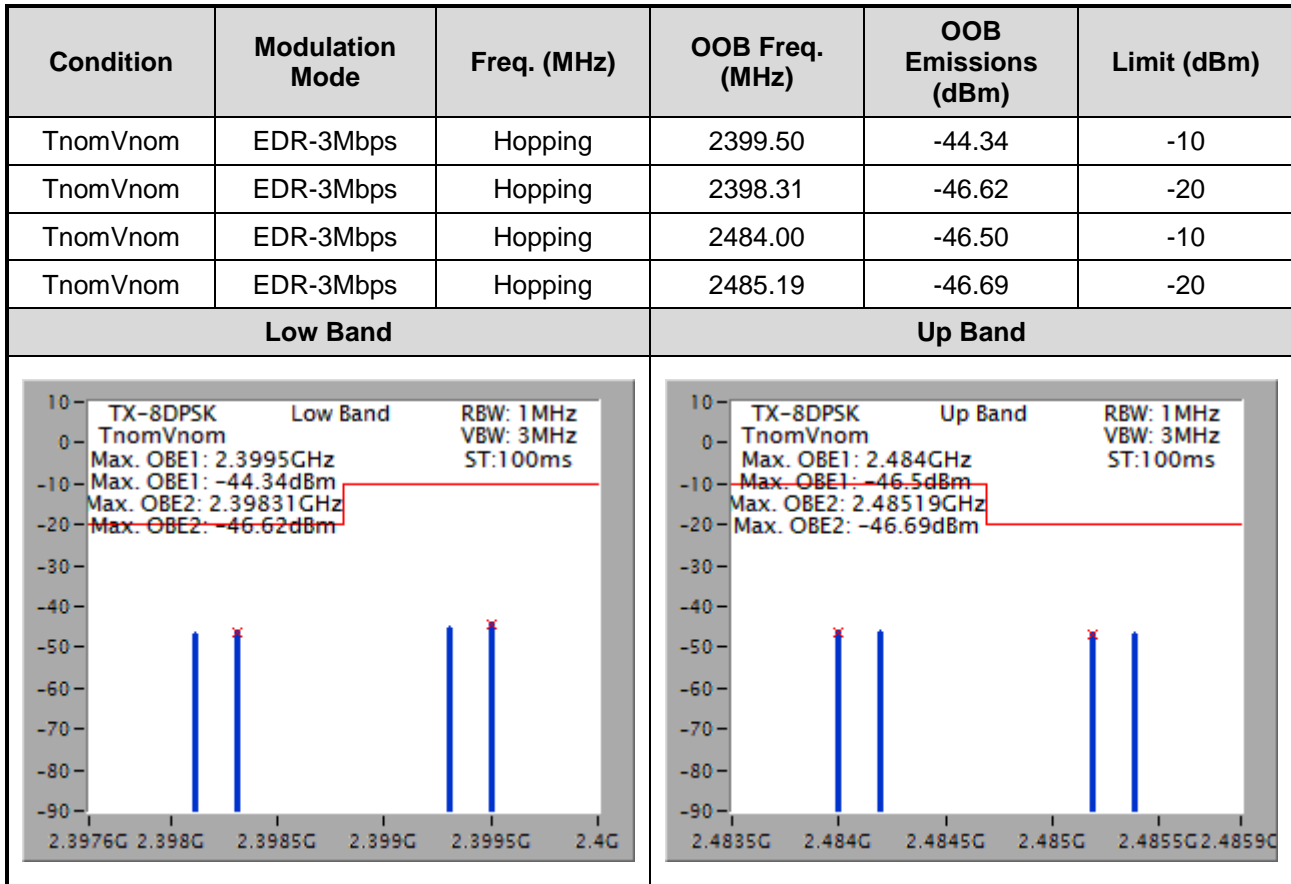 Condition Modulation Mode Freq. (MHz) OOB Freq. (MHz) OOB Emissions (dBm) Limit (dBm)
TnomVnom EDR-3Mbps Hopping 2399.50 -44.34 -10
TnomVnom EDR-3Mbps Hopping 2398.31 -46.62 -20
TnomVnom EDR-3Mbps Hopping 2484.00 -46.50 -10
TnomVnom EDR-3Mbps Hopping 2485.19 -46.69 -20
Low Band Up Band
TX-8DPSK Low Band RBW: 1MHz
TnomVnom VBW: 3MHz
Max. OBE1: 2.3995GHz ST:100ms
Max. OBE1: -44.34dBm
Max. OBE2: 2.39831GHz
Max. OBE2: -46.62dBm
10
0
-10
-20
-30
-40
-50
-60
-70
-80
-90
2.3976G 2.398G 2.3985G 2.399G 2.3995G 2.4G
TX-8DPSK Up Band RBW: 1MHz
TnomVnom VBW: 3MHz
Max. OBE1: 2.484GHz ST:100ms
Max. OBE1: -46.5dBm
Max. OBE2: 2.48519GHz
Max. OBE2: -46.69dBm
10
0
-10
-20
-30
-40
-50
-60
-70
-80
-90
2.4835G 2.484G 2.4845G 2.485G 2.4855G 2.4859G